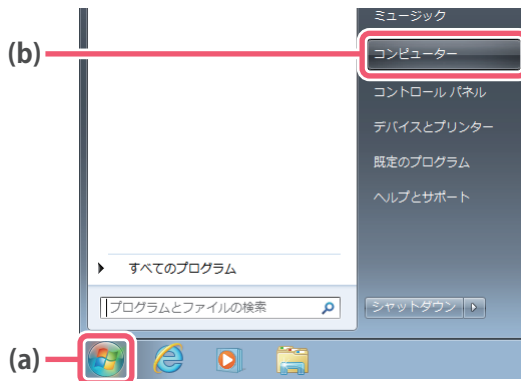 ミュージック
(b)
コンピューター
コントロール パネル
デバイスとプリンター
既定のプログラム
ヘルプとサポート
すべてのプログラム
プログラムとファイルの検索
シャットダウン
(a)